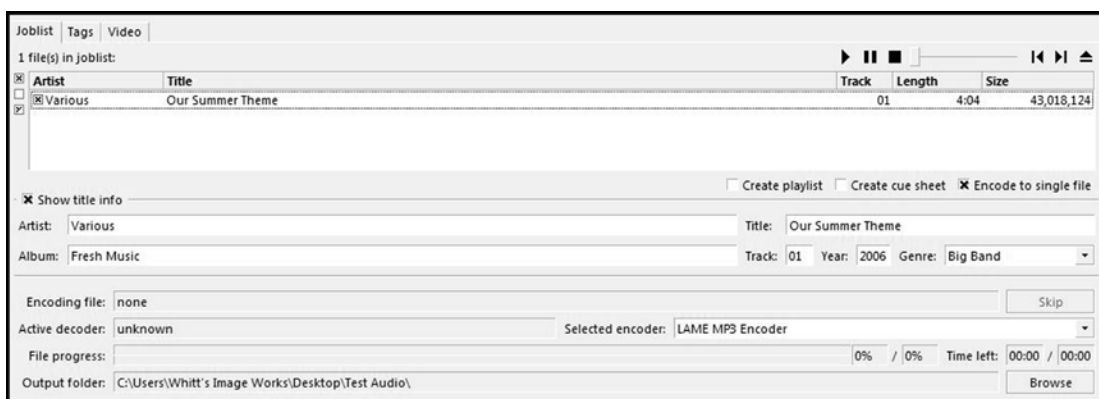 Joblist Tags Video
1 file(s) in joblist:
Artist Title Track Length Size
Various Our Summer Theme 01 4:04 43,018,124
Create playlist Create cue sheet Encode to single file
Show title info
Artist: Various Title: Our Summer Theme
Album: Fresh Music Track: 01 Year: 2006 Genre: Big Band
Encoding file: none Skip
Active decoder: unknown Selected encoder: LAME MP3 Encoder
File progress: 0% / 0% Time left: 00:00 / 00:00
Output folder: C:\Users\Whitt's Image Works\Desktop\Test Audio\ Browse